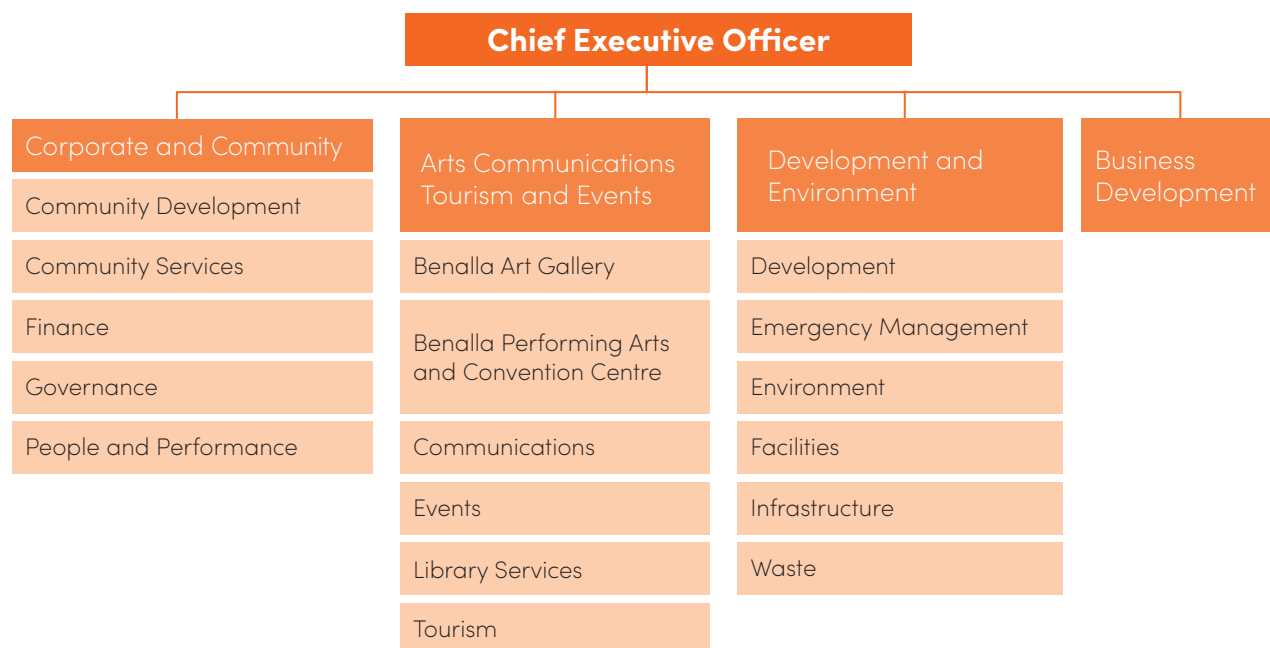 Chief Executive Officer
Corporate and Community
Community Development
Community Services
Finance
Governance
People and Performance
Arts Communications
Tourism and Events
Benalla Art Gallery
Benalla Performing Arts
and Convention Centre
Communications
Events
Library Services
Tourism
Development and
Environment
Development
Emergency Management
Environment
Facilities
Infrastructure
Waste
Business
Development